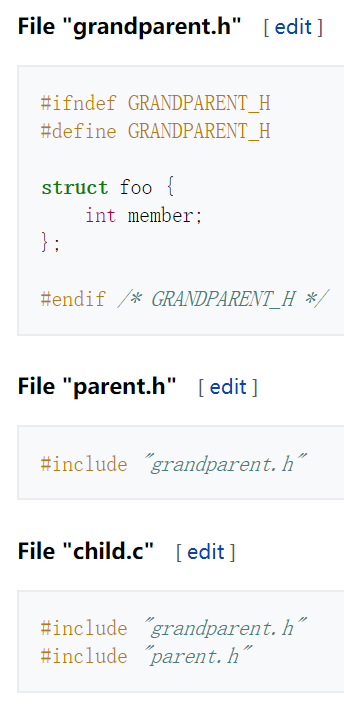 File "grandparent.h" [ edit ]
#ifndef GRANDPARENT_H
#define GRANDPARENT_H
struct foo {
    int member;
};
#endif /* GRANDPARENT_H */
File "parent.h" [ edit ]
#include "grandparent.h"
File "child.c" [ edit ]
#include "grandparent.h"
#include "parent.h"